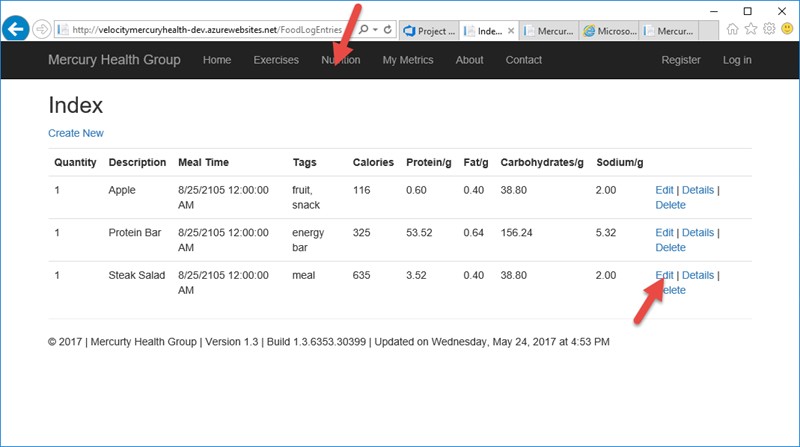 http://velocitymercuryhealth-dev.azurewebsites.net/FoodLogEntries
Project ... Index... Mercur... Microso... Mercur...
Mercury Health Group Home Exercises Nutrition My Metrics About Contact Register Log in
Index
Create New
Quantity Description Meal Time Tags Calories Protein/g Fat/g Carbohydrates/g Sodium/g
1 Apple 8/25/2105 12:00:00 fruit, 116 0.60 0.40 38.80 2.00 Edit | Details |
AM snack Delete
1 Protein Bar 8/25/2105 12:00:00 energy 325 53.52 0.64 156.24 5.32 Edit | Details |
AM bar Delete
1 Steak Salad 8/25/2105 12:00:00 meal 635 3.52 0.40 38.80 2.00 Edit | Details |
AM Delete
© 2017 | Mercurty Health Group | Version 1.3 | Build 1.3.6353.30399 | Updated on Wednesday, May 24, 2017 at 4:53 PM